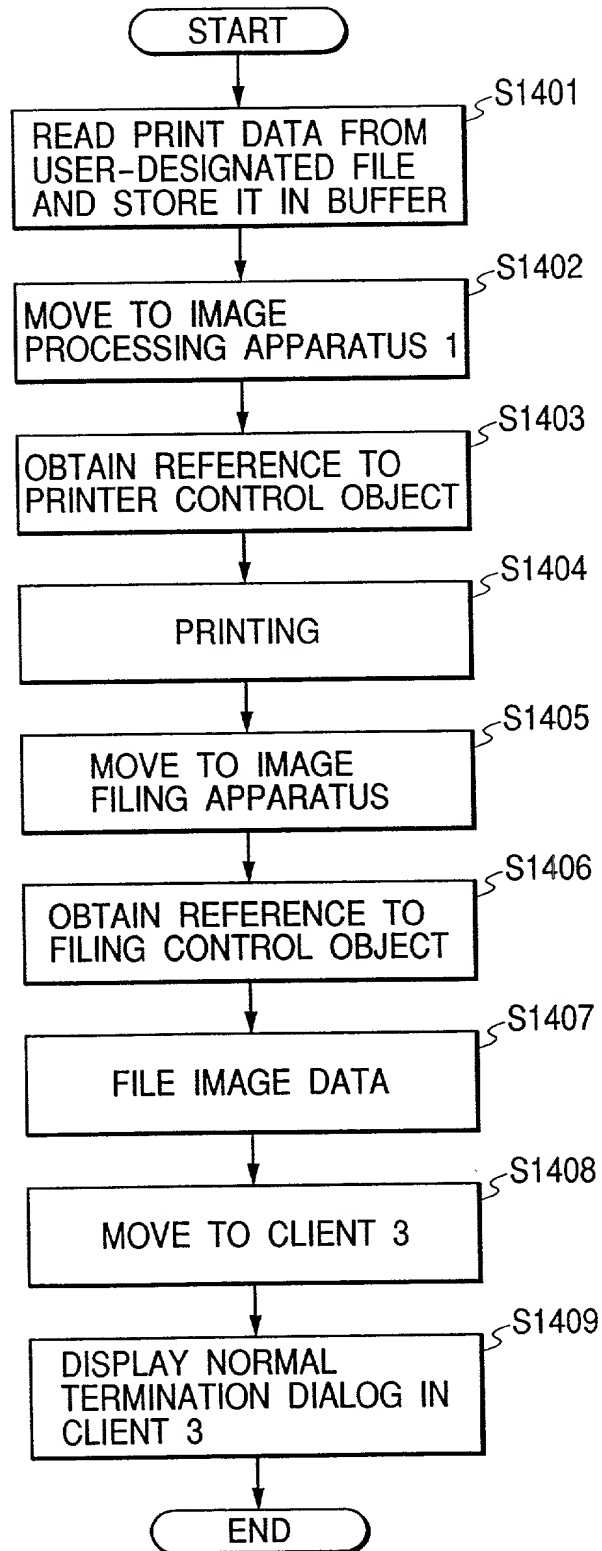 START
S1401
READ PRINT DATA FROM
USER-DESIGNATED FILE
AND STORE IT IN BUFFER
S1402
MOVE TO IMAGE
PROCESSING APPARATUS 1
S1403
OBTAIN REFERENCE TO
PRINTER CONTROL OBJECT
S1404
PRINTING
S1405
MOVE TO IMAGE
FILING APPARATUS
S1406
OBTAIN REFERENCE TO
FILING CONTROL OBJECT
S1407
FILE IMAGE DATA
S1408
MOVE TO CLIENT 3
S1409
DISPLAY NORMAL
TERMINATION DIALOG IN
CLIENT 3
END